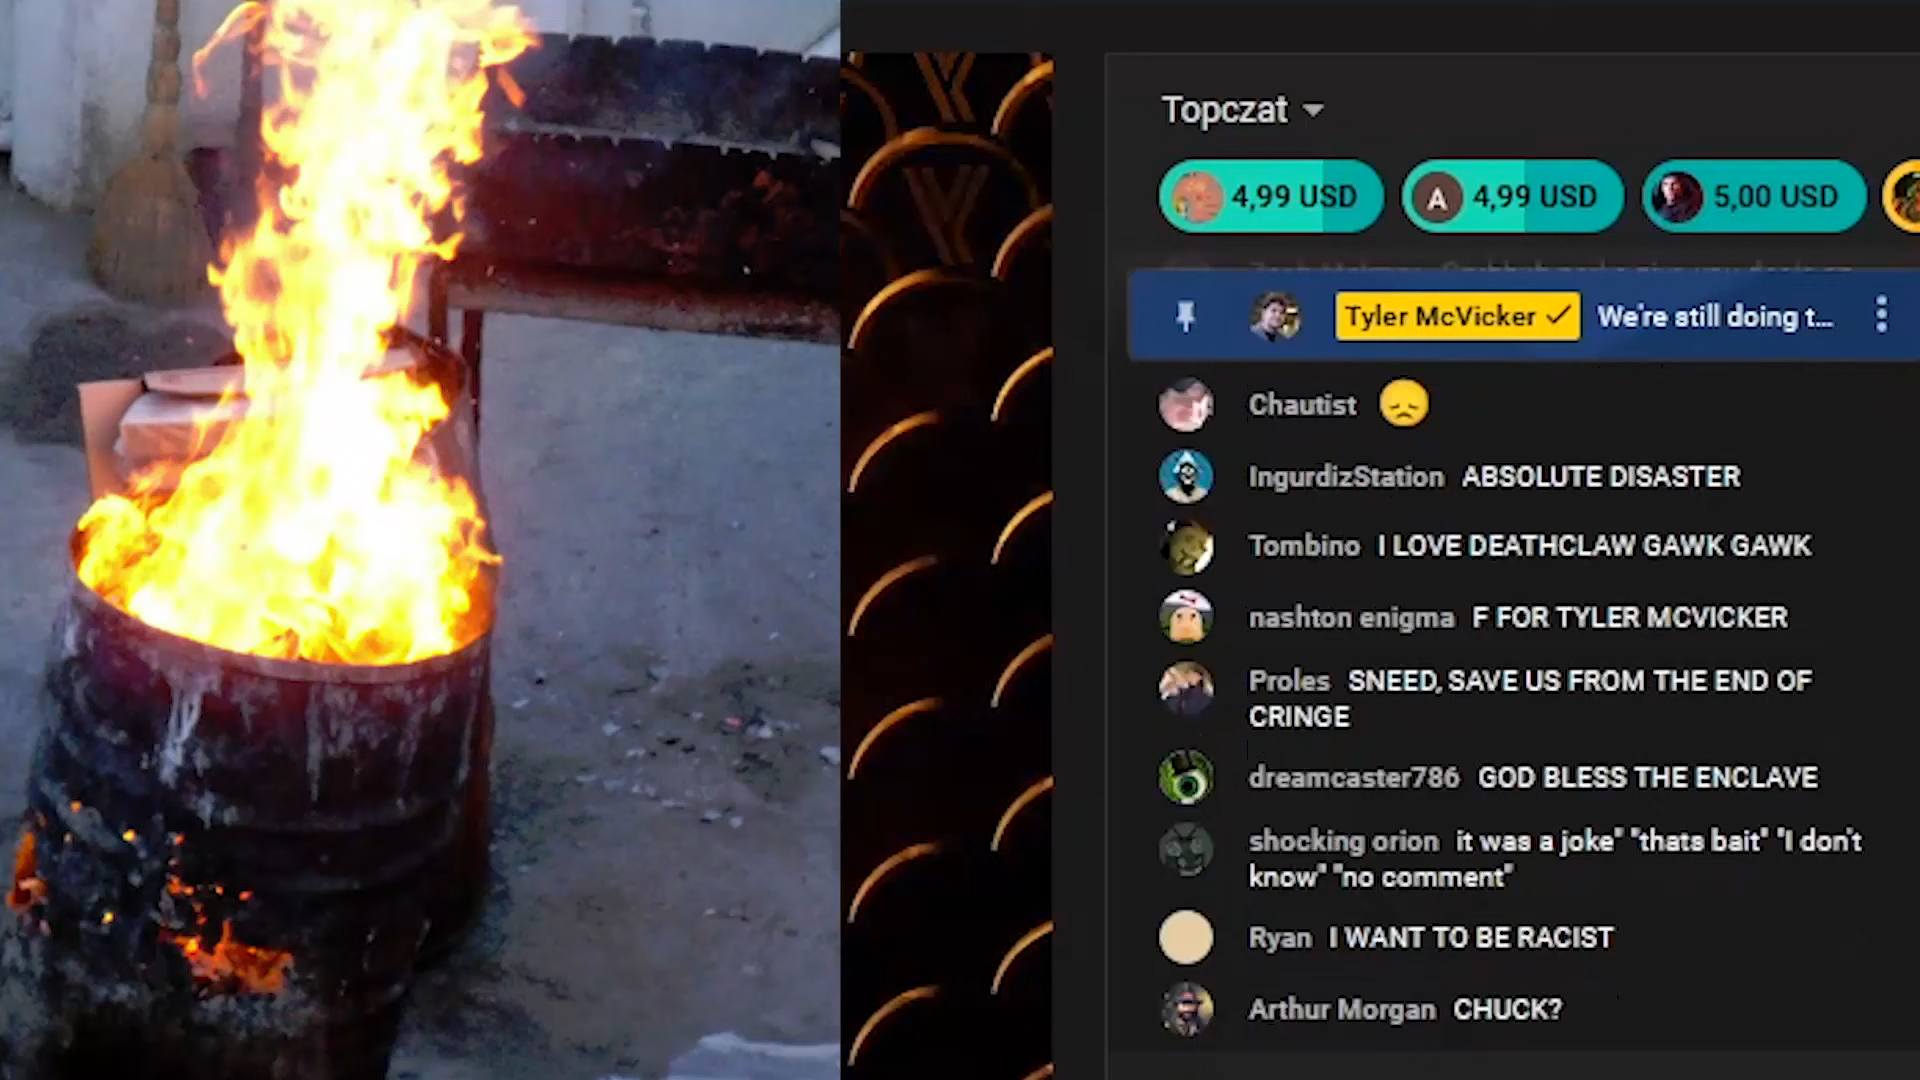 Topczat
4,99 USD
A 4,99 USD
5,00 USD
Tyler McVicker We're still doing t...
Chautist
IngurdizStation ABSOLUTE DISASTER
Tombino I LOVE DEATHCLAW GAWK GAWK
nashton enigma F FOR TYLER MCVICKER
Proles SNEED, SAVE US FROM THE END OF
CRINGE
dreamcaster786 GOD BLESS THE ENCLAVE
shocking orion it was a joke" "thats bait" "I don't
know" "no comment"
Ryan I WANT TO BE RACIST
Arthur Morgan CHUCK?